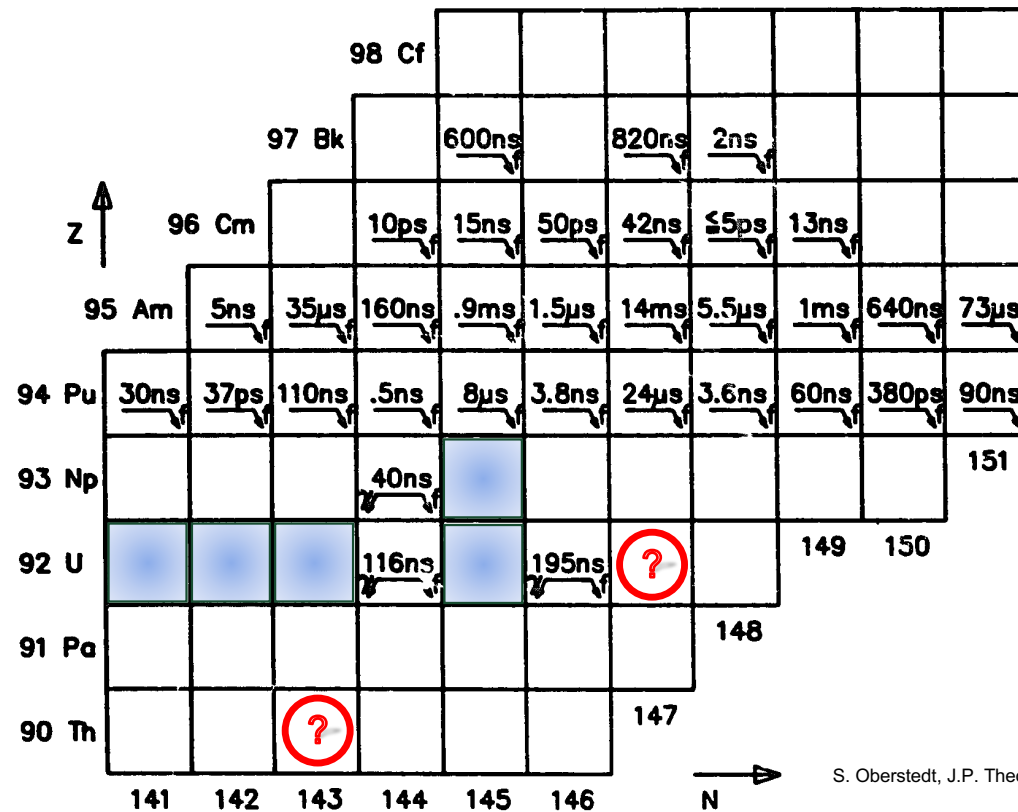 98 Cf
97 Bk 600ns 820ns 2ns
Z 96 Cm 10ps 15ns 50ps 42ns ≦5ps 13ns
95 Am 5ns 35µs 160ns .9ms 1.5µs 14ms 5.5µs 1ms 640ns 73µs
94 Pu 30ns 37ps 110ns .5ns 8µs 3.8ns 24µs 3.6ns 60ns 380ps 90ns
93 Np γ 40ns f 151
92 U γ 116ns f γ 195ns f ? 149 150
91 Pa 148
90 Th ? 147
141 142 143 144 145 146 N S. Oberstedt, J.P. Theo